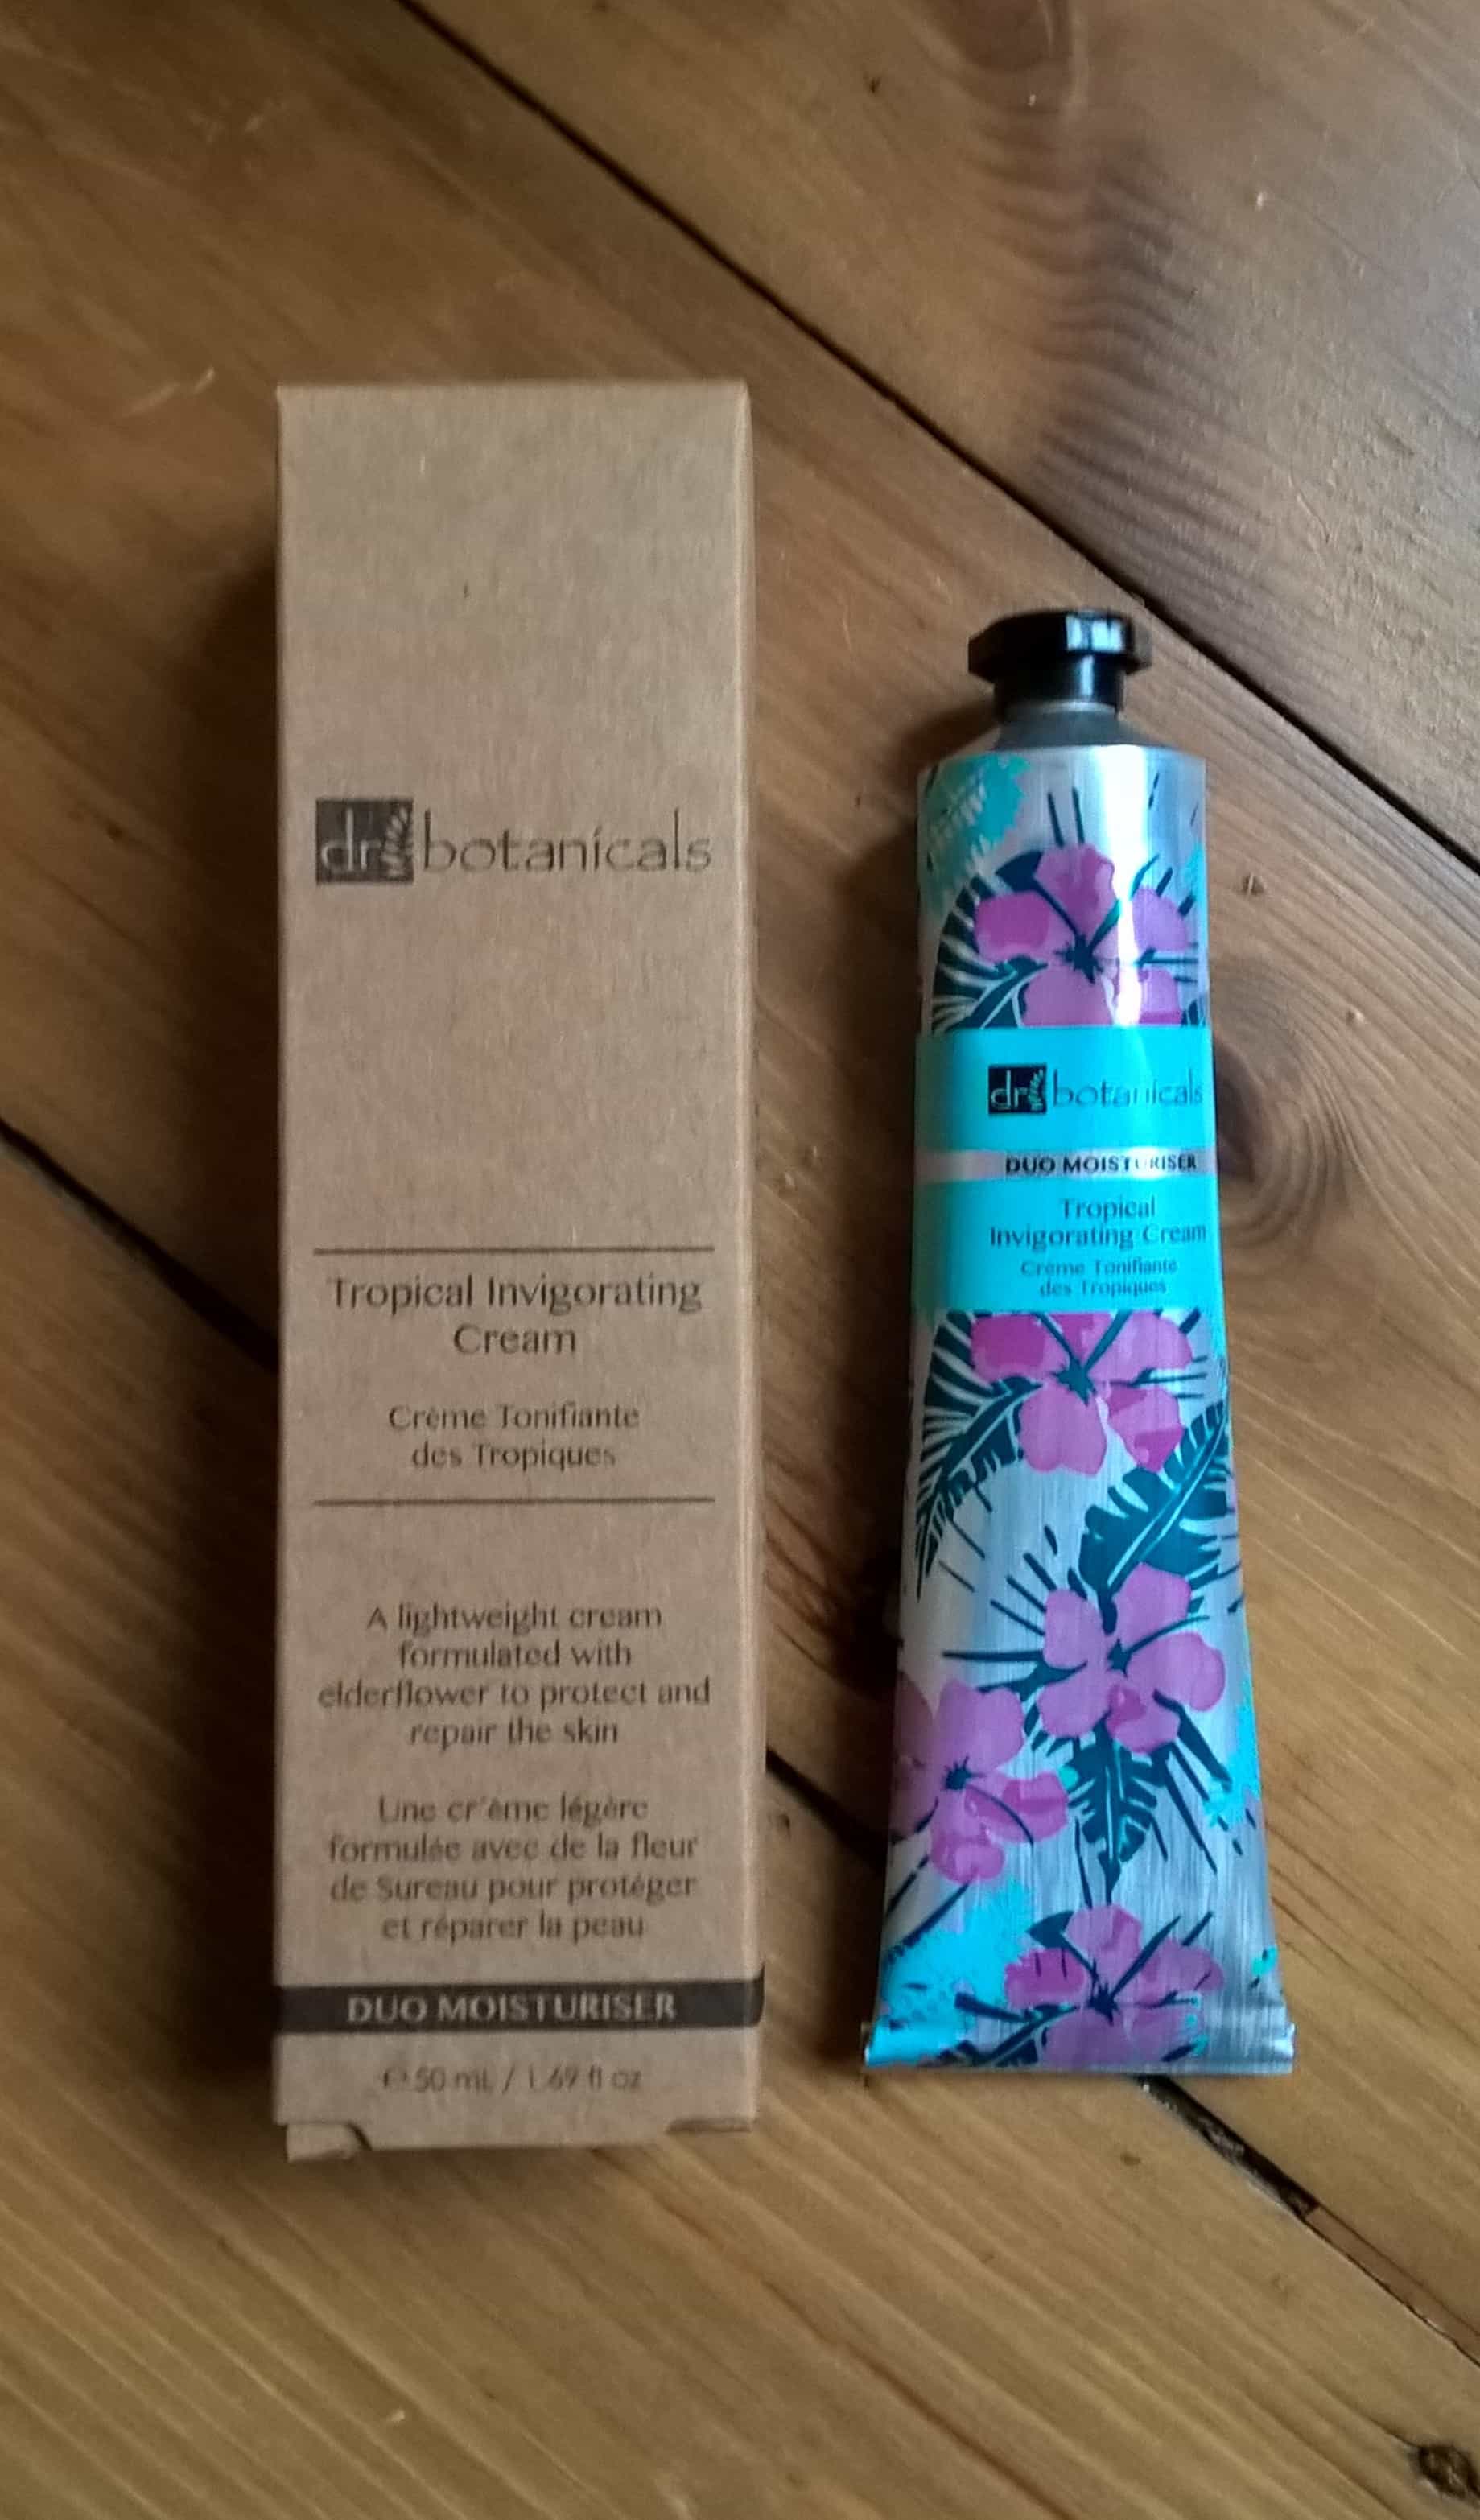 dr botanicals
Tropical Invigorating
Cream
Crème Tonifiante
des Tropiques
A lightweight cream
formulated with
elderflower to protect and
repair the skin
Une cr'ème légère
formulée avec de la fleur
de Sureau pour protéger
et réparer la peau
DUO MOISTURISER
℮ 50 mL / 1.69 fl oz
dr botanicals
DUO MOISTURISER
Tropical
Invigorating Cream
Crème Tonifiante
des Tropiques